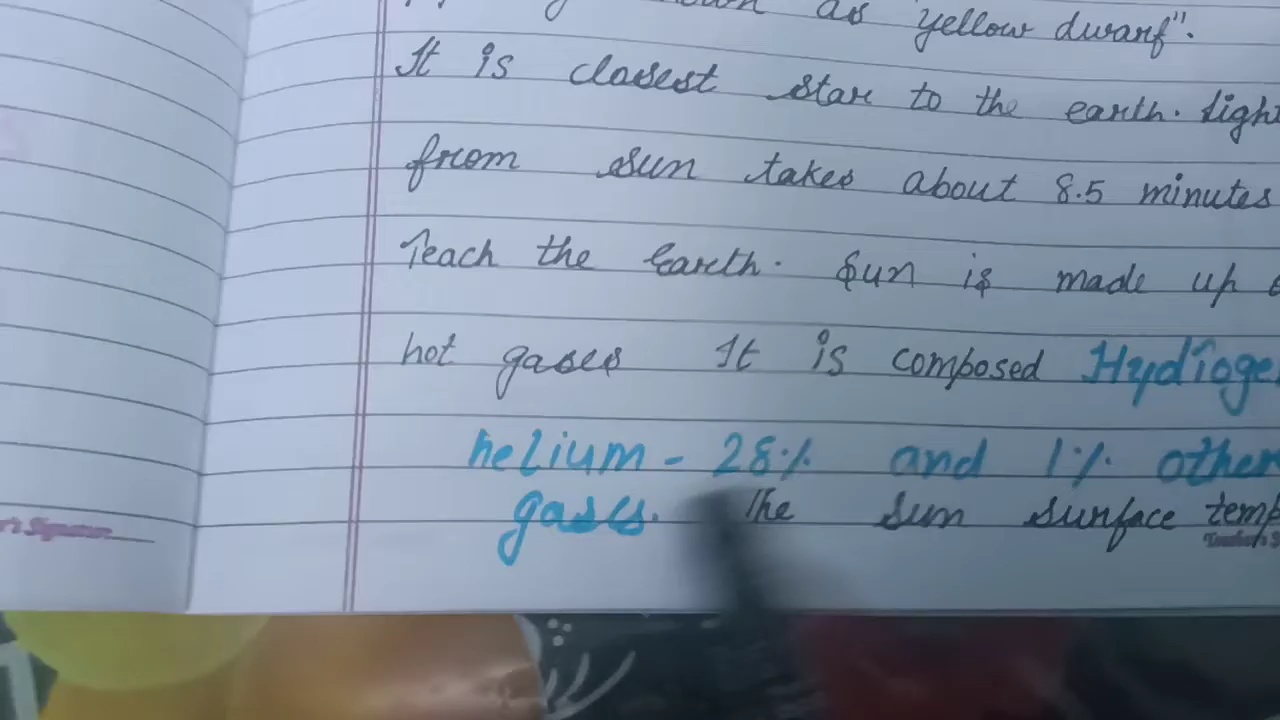 as yellow dwarf".
It is closest star to the earth. Light
from sun takes about 8.5 minutes
Teach the Earth. Sun is made up
hot gases It is composed Hydroge
helium - 28% and 1% other
gases. The sun surface temp